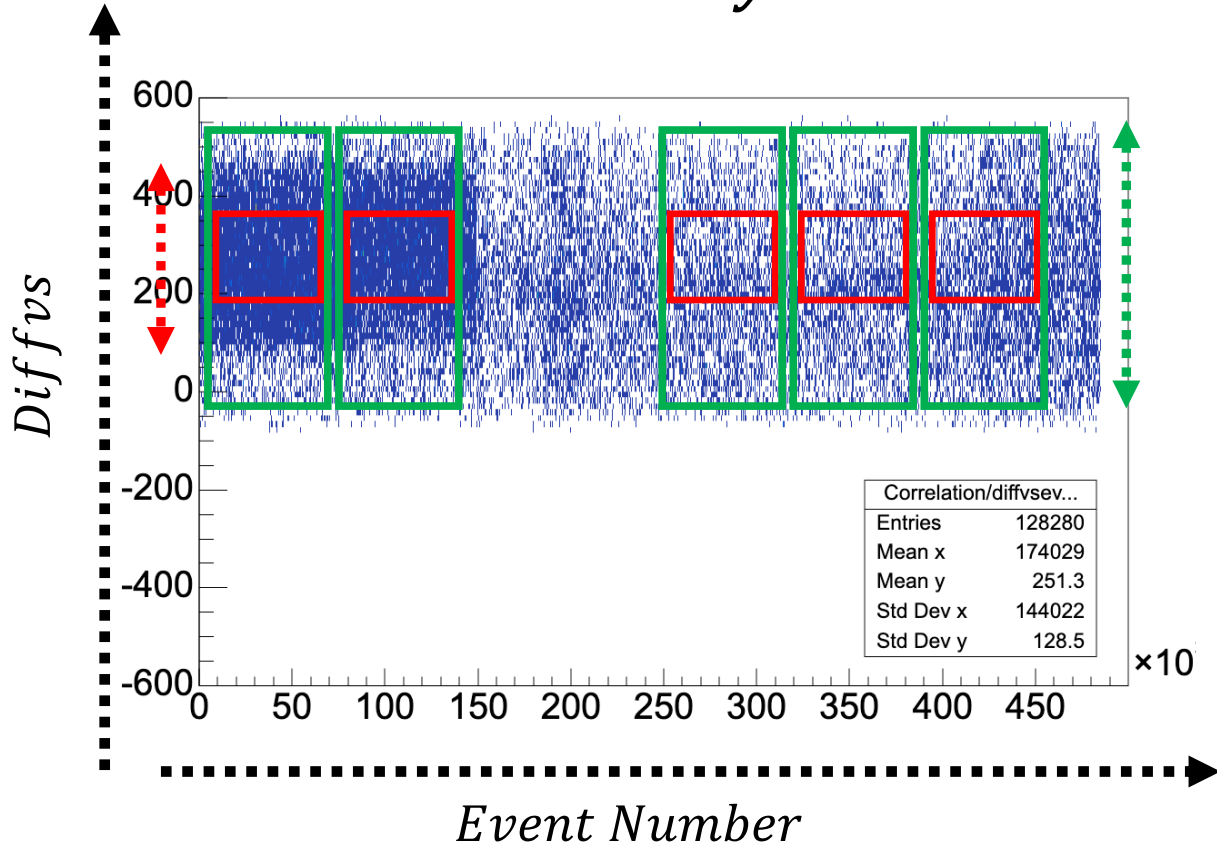 y
600
400
200
0
-200
-400
-600
Diffvs
0 50 100 150 200 250 300 350 400 450
×10
Correlation/diffvsev...
Entries 128280
Mean x 174029
Mean y 251.3
Std Dev x 144022
Std Dev y 128.5
Event Number